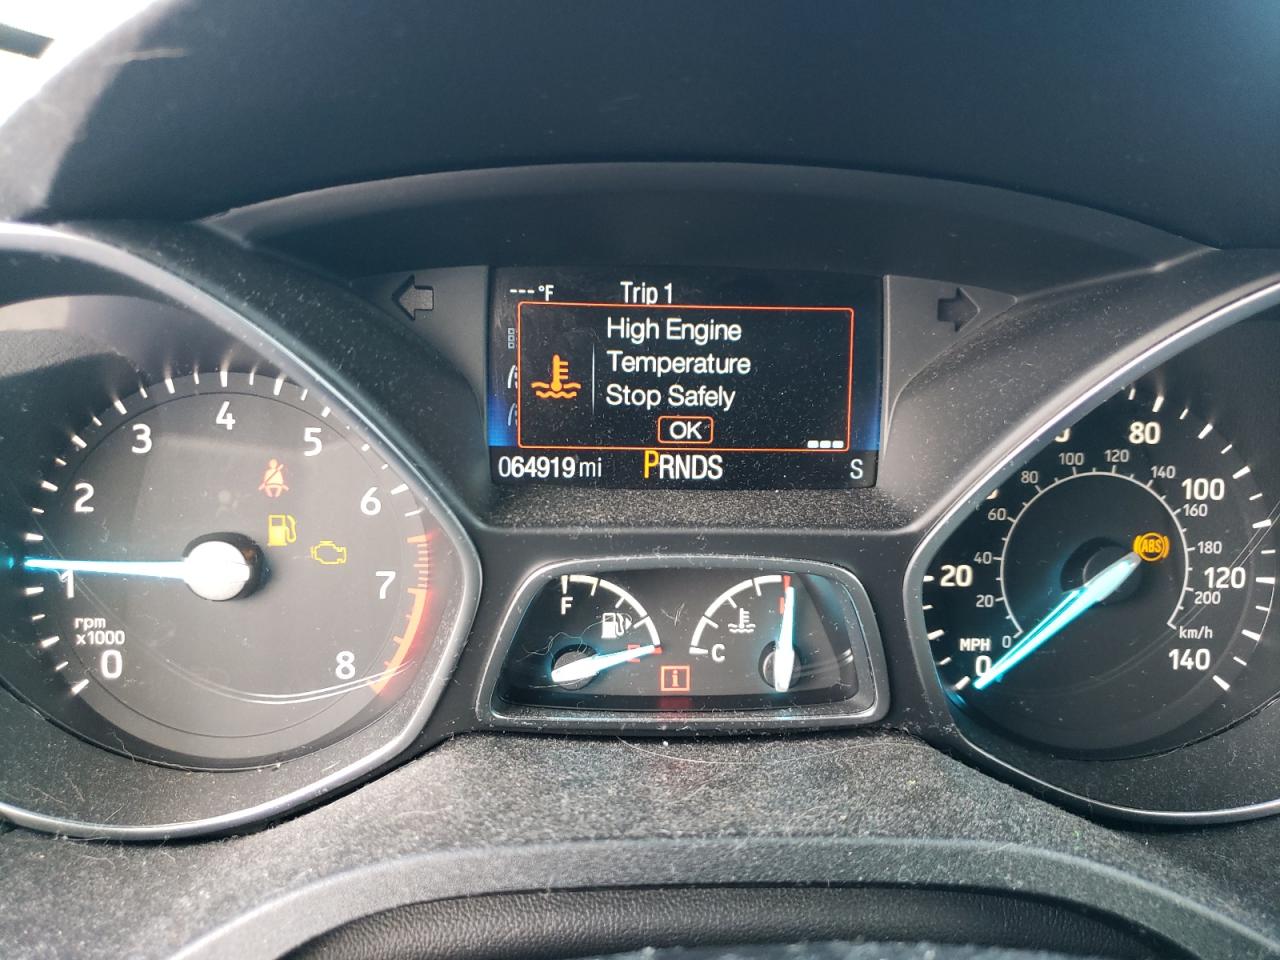 ---°F Trip 1
High Engine
Temperature
Stop Safely
OK
064919 mi PRNDS S
0
1
2
3
4
5
6
7
8
rpm
x1000
F
E
C
i
ABS
MPH
0
20
80
100
120
140
0
20
40
60
80
100
120
140
160
180
200
km/h